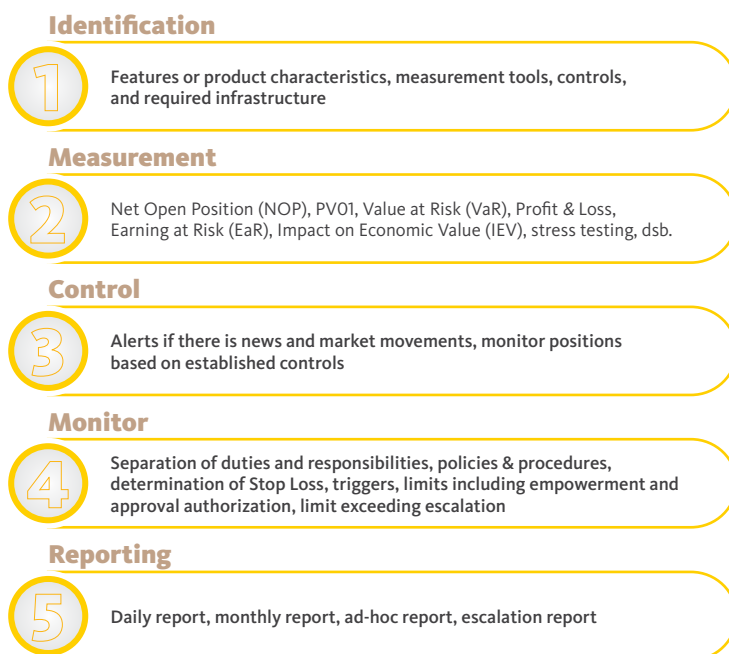 Identification
1
Features or product characteristics, measurement tools, controls,
and required infrastructure
Measurement
2
Net Open Position (NOP), PV01, Value at Risk (VaR), Profit & Loss,
Earning at Risk (EaR), Impact on Economic Value (IEV), stress testing, dsb.
Control
3
Alerts if there is news and market movements, monitor positions
based on established controls
Monitor
4
Separation of duties and responsibilities, policies & procedures,
determination of Stop Loss, triggers, limits including empowerment and
approval authorization, limit exceeding escalation
Reporting
5
Daily report, monthly report, ad-hoc report, escalation report